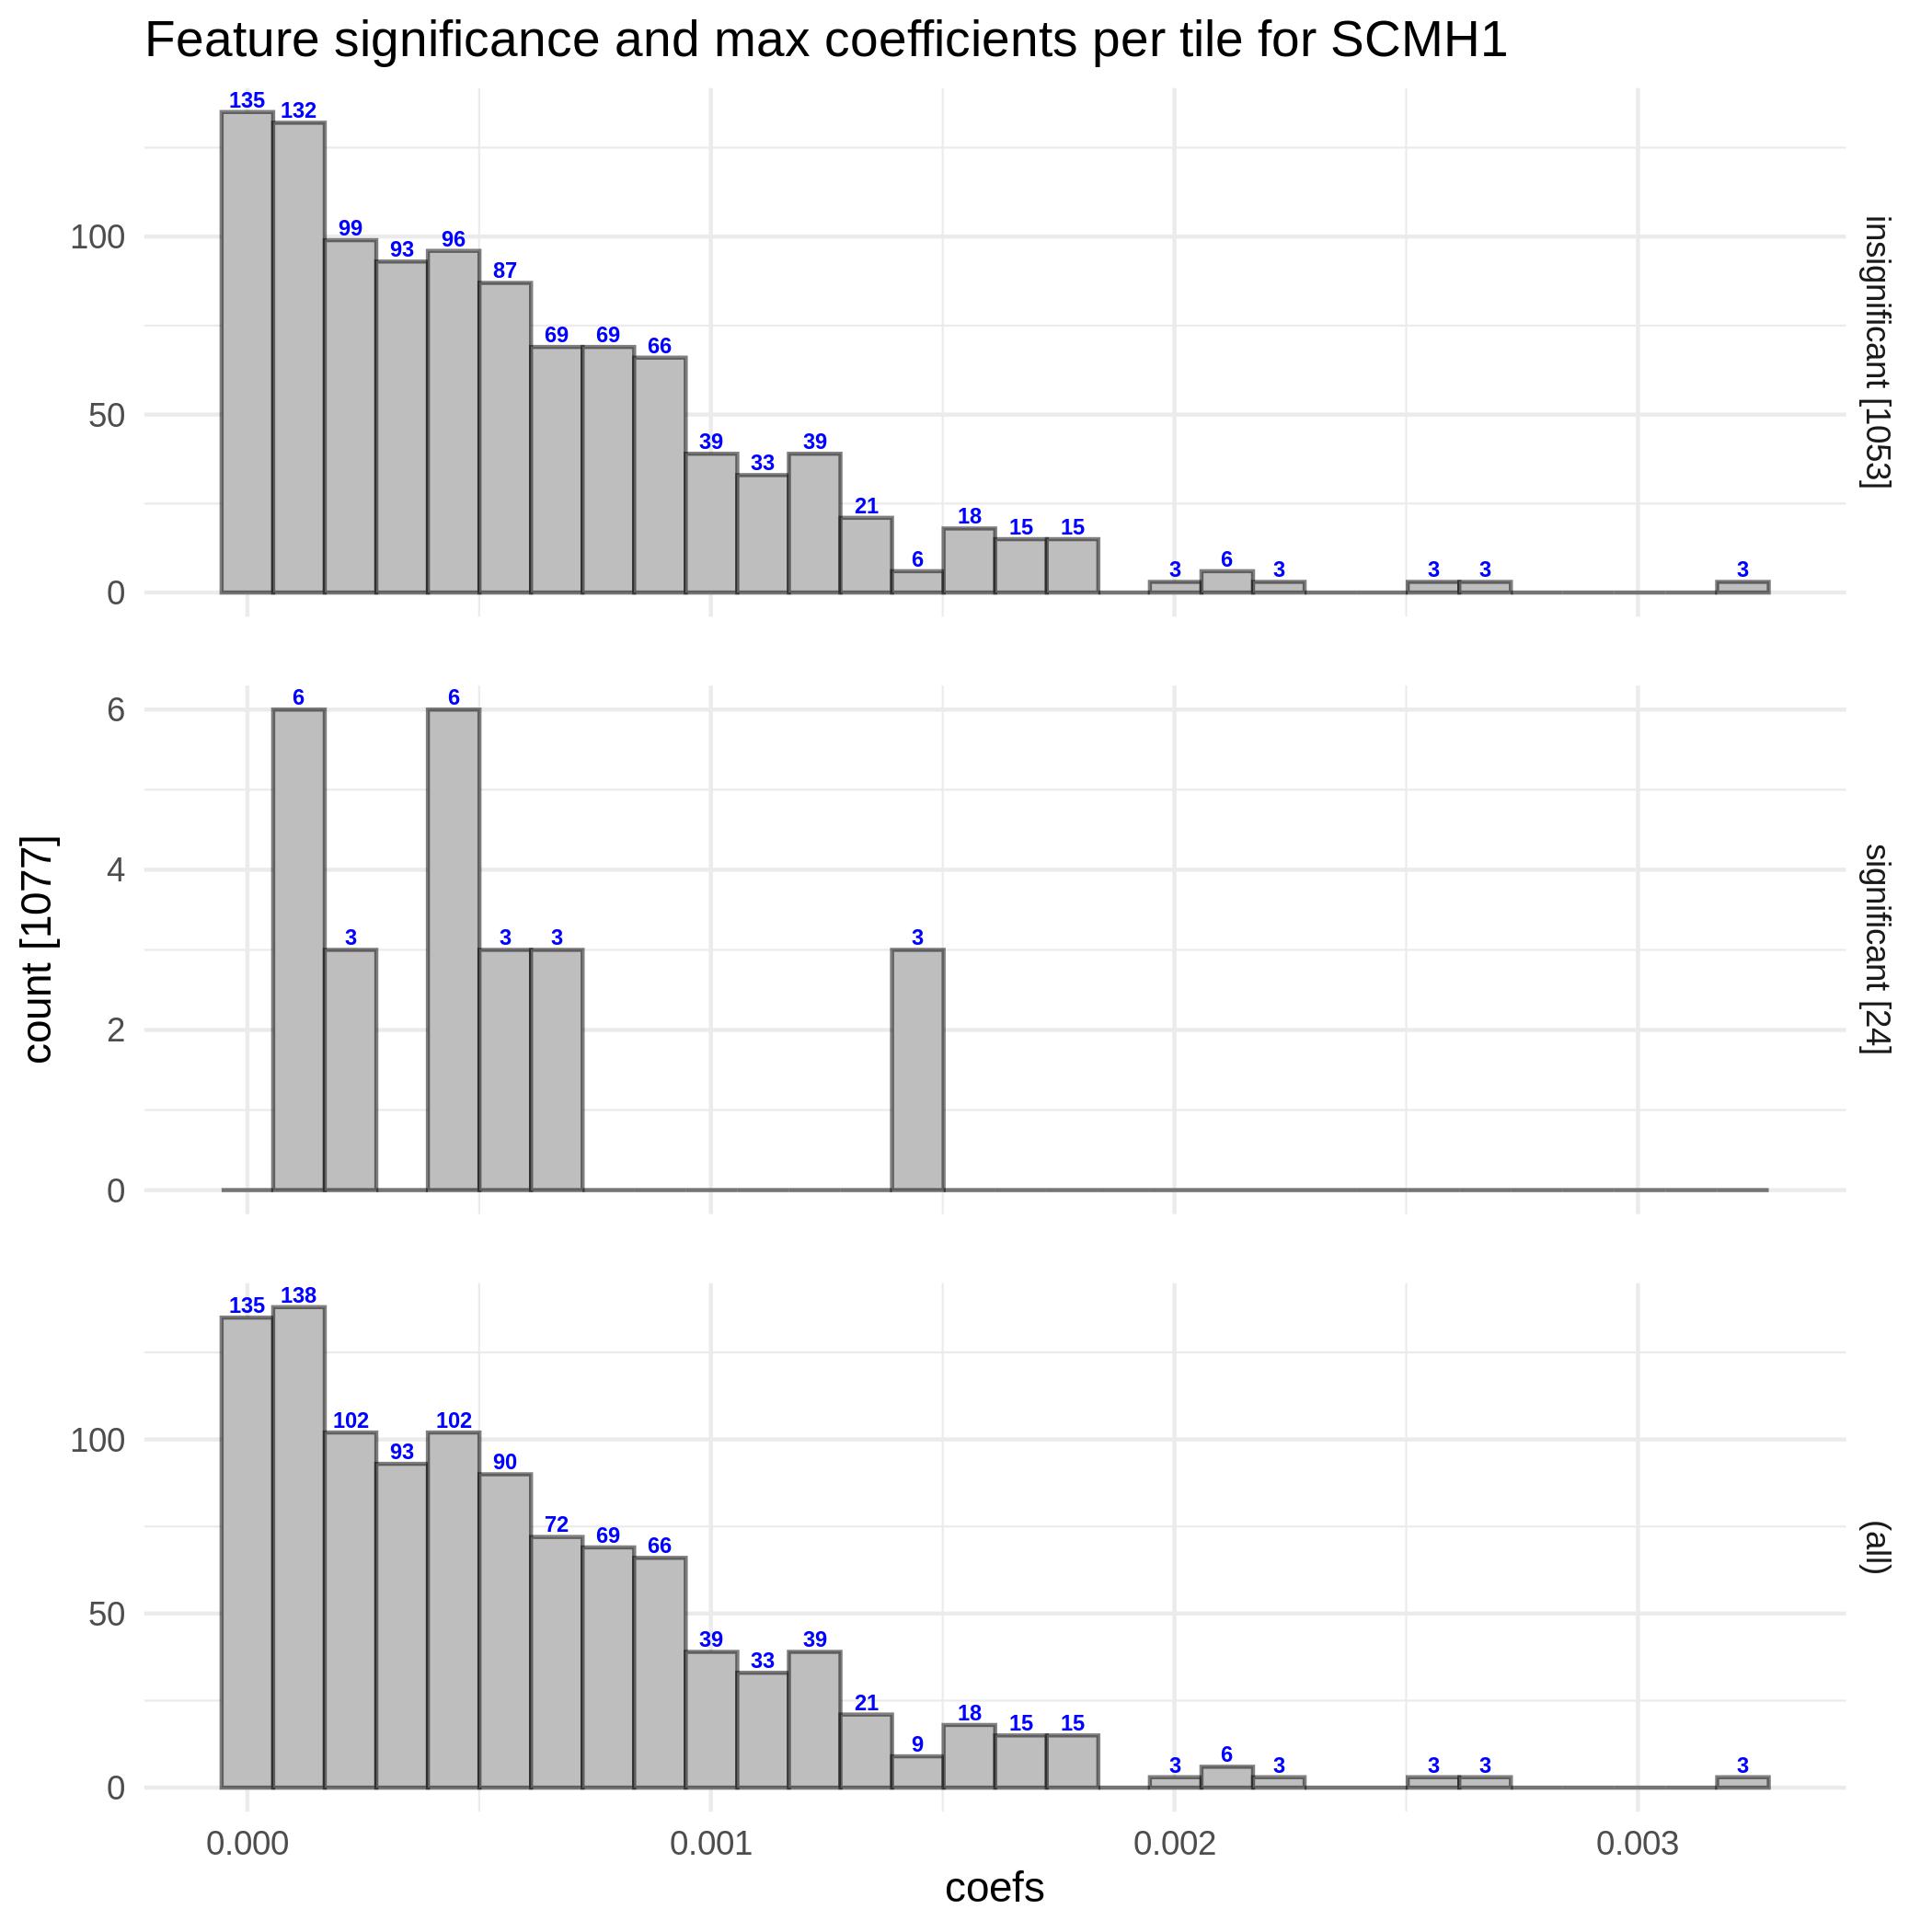 Feature significance and max coefficients per tile for SCMH1
135 132 99 93 96 87 69 69 66 39 33 39 21 6 18 15 15 3 6 3 3 3 3
100
50
0
insignificant [1053]
6 3 6 3 3 3
6
4
2
0
significant [24]
count [1077]
135 138 102 93 102 90 72 69 66 39 33 39 21 9 18 15 15 3 6 3 3 3 3
100
50
0
(all)
0.000 0.001 0.002 0.003
coefs